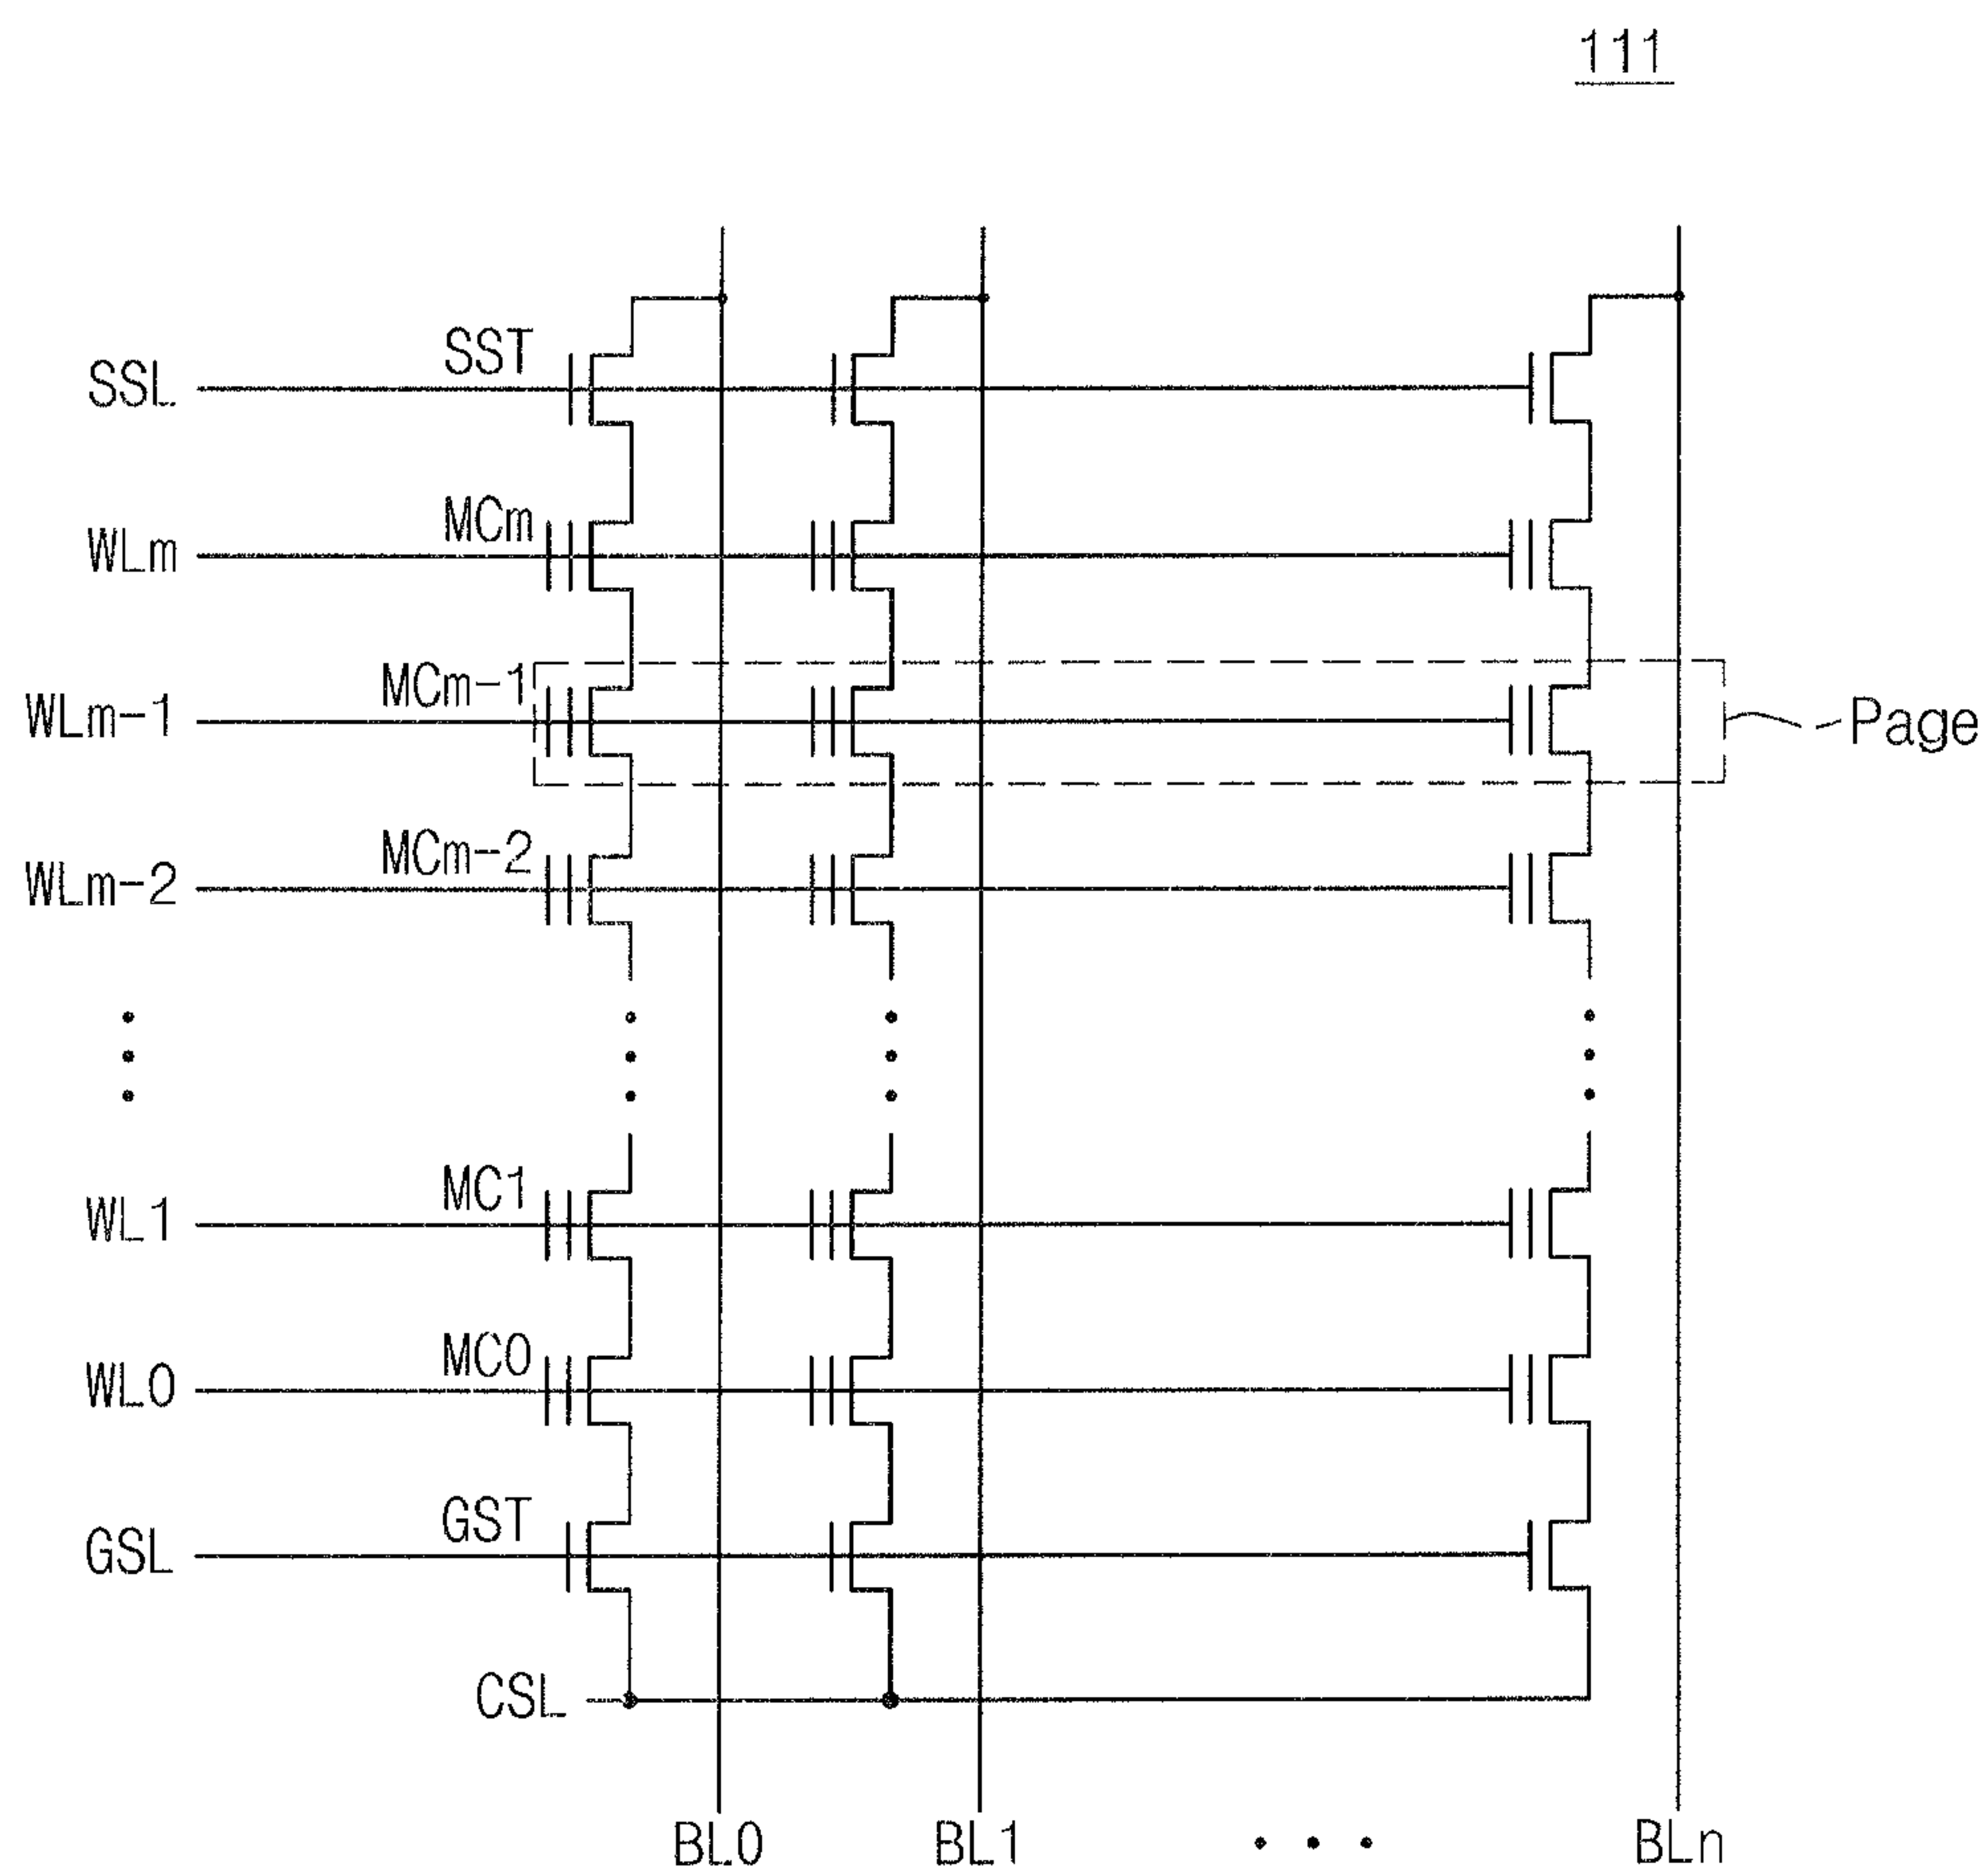 111
SST
SSL
MCm
WLm
MCm-1
WLm-1
Page
MCm-2
WLm-2
MC1
WL1
MC0
WL0
GST
GSL
CSL
BL0 BL1 ••• BLn